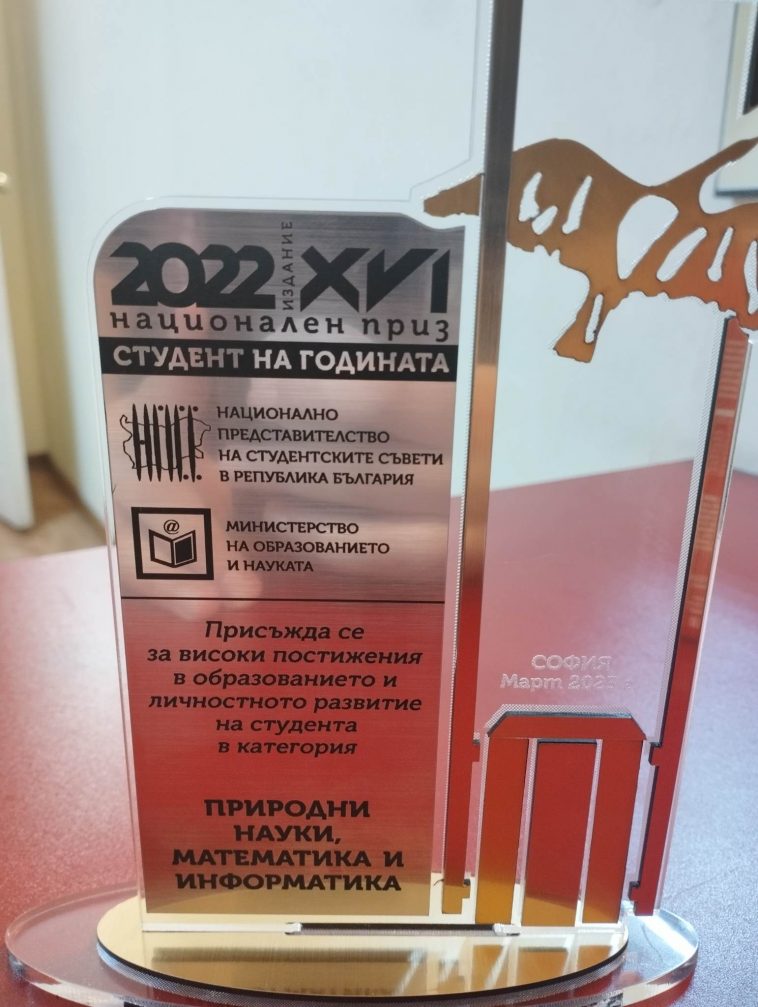 2022 ИЗДАНИЕ XVI
национален приз
СТУДЕНТ НА ГОДИНАТА
НАЦИОНАЛНО
ПРЕДСТАВИТЕЛСТВО
НА СТУДЕНТСКИТЕ СЪВЕТИ
В РЕПУБЛИКА БЪЛГАРИЯ
@
МИНИСТЕРСТВО
НА ОБРАЗОВАНИЕТО
И НАУКАТА
Присъжда се
за високи постижения
в образованието и
личностното развитие
на студента
в категория
ПРИРОДНИ
НАУКИ,
МАТЕМАТИКА И
ИНФОРМАТИКА
СОФИЯ
Март